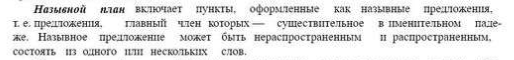 Назывной план включает пункты, оформленные как назывные предложения,
т. е. предложения, главный член которых — существительное в именительном паде-
же. Назывное предложение может быть нераспространенным и распространенным,
состоять из одного или нескольких слов.